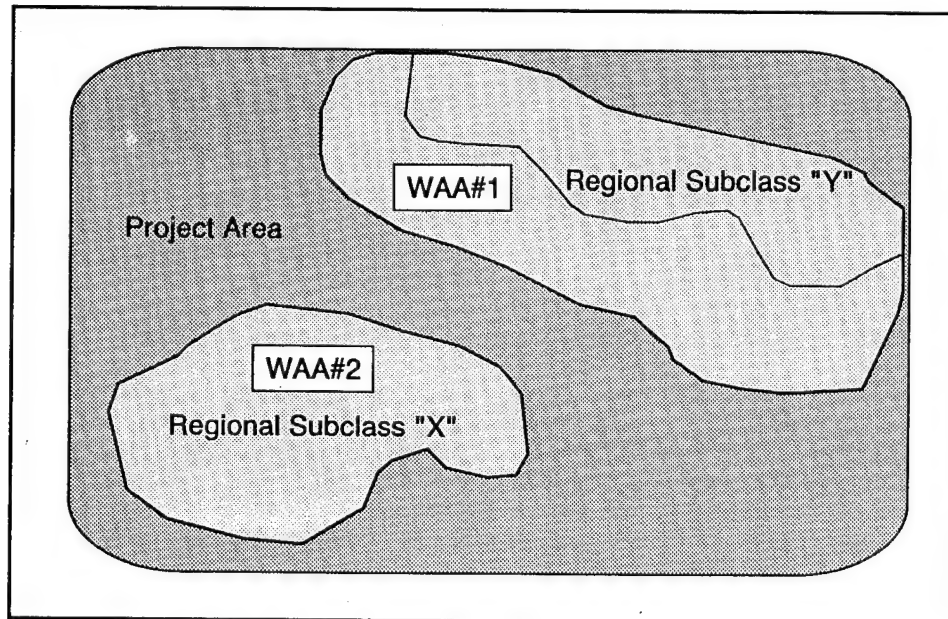 WAA#1
Regional Subclass "Y"
Project Area
WAA#2
Regional Subclass "X"